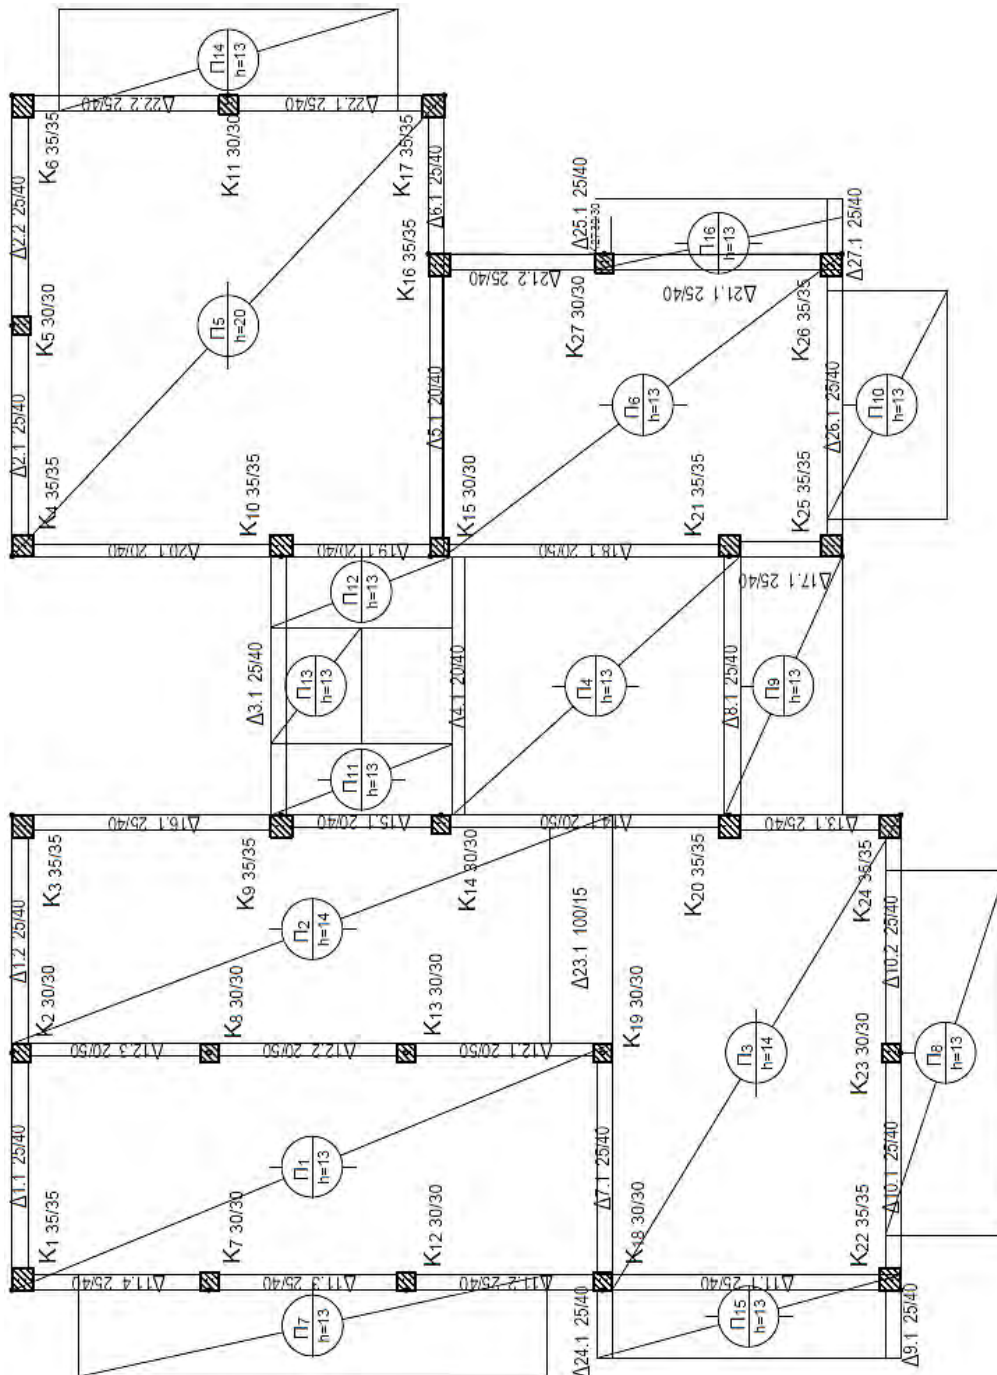 Δ1.1 25/40
Δ1.2 25/40
Δ2.1 25/40
Δ2.2 25/40
K1 35/35
K2 30/30
K3 35/35
K4 35/35
K5 30/30
K6 35/35
Δ11.4 25/40
Δ12.3 20/50
Δ16.1 25/40
Δ20.1 20/40
Δ22.2 25/40
K7 30/30
K8 30/30
K9 35/35
K10 35/35
K11 30/30
Π7
h=13
Π1
h=13
Π2
h=14
Π5
h=20
Π14
h=13
Δ3.1 25/40
Δ11.3 25/40
Δ12.2 20/50
Δ15.1 20/40
Δ19.1 20/40
Δ22.1 25/40
Π11
h=13
Π13
h=13
Π12
h=13
K12 30/30
K13 30/30
K14 30/30
K15 30/30
K16 35/35
K17 35/35
Δ4.1 20/40
Δ5.1 20/40
Δ6.1 25/40
Δ11.2 25/40
Δ12.1 20/50
Δ14.1 20/50
Δ18.1 20/50
Δ21.2 25/40
Δ23.1 100/15
Δ24.1 25/40
Δ7.1 25/40
Δ25.1 25/40
K18 30/30
K19 30/30
K20 35/35
K21 35/35
K27 30/30
Π4
h=13
Π6
h=13
Δ8.1 25/40
Π15
h=13
Π3
h=14
Π9
h=13
Π16
h=13
Δ11.1 25/40
Δ13.1 25/40
Δ17.1 25/40
Δ21.1 25/40
K22 35/35
K23 30/30
K24 35/35
K25 35/35
K26 35/35
Δ9.1 25/40
Δ10.1 25/40
Δ10.2 25/40
Δ26.1 25/40
Δ27.1 25/40
Π8
h=13
Π10
h=13